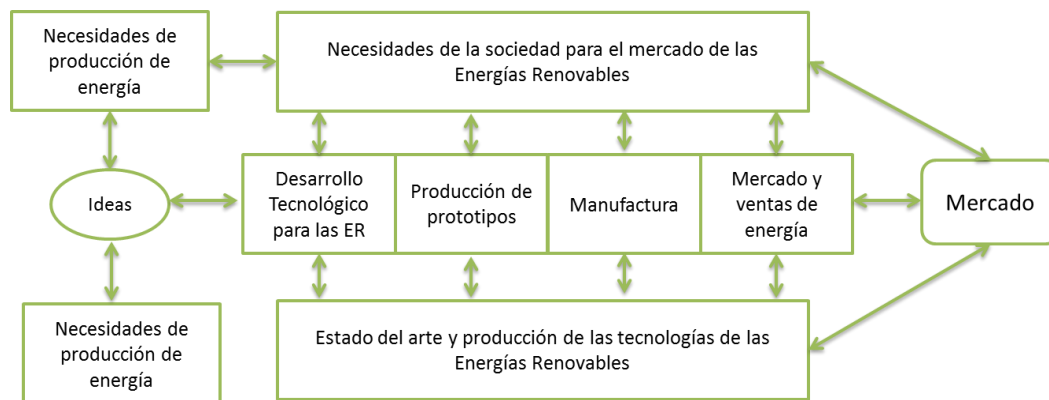 Necesidades de
producción de
energía
Necesidades de la sociedad para el mercado de las
Energías Renovables
Ideas
Desarrollo
Tecnológico
para las ER
Producción de
prototipos
Manufactura
Mercado y
ventas de
energía
Mercado
Necesidades de
producción de
energía
Estado del arte y producción de las tecnologías de las
Energías Renovables